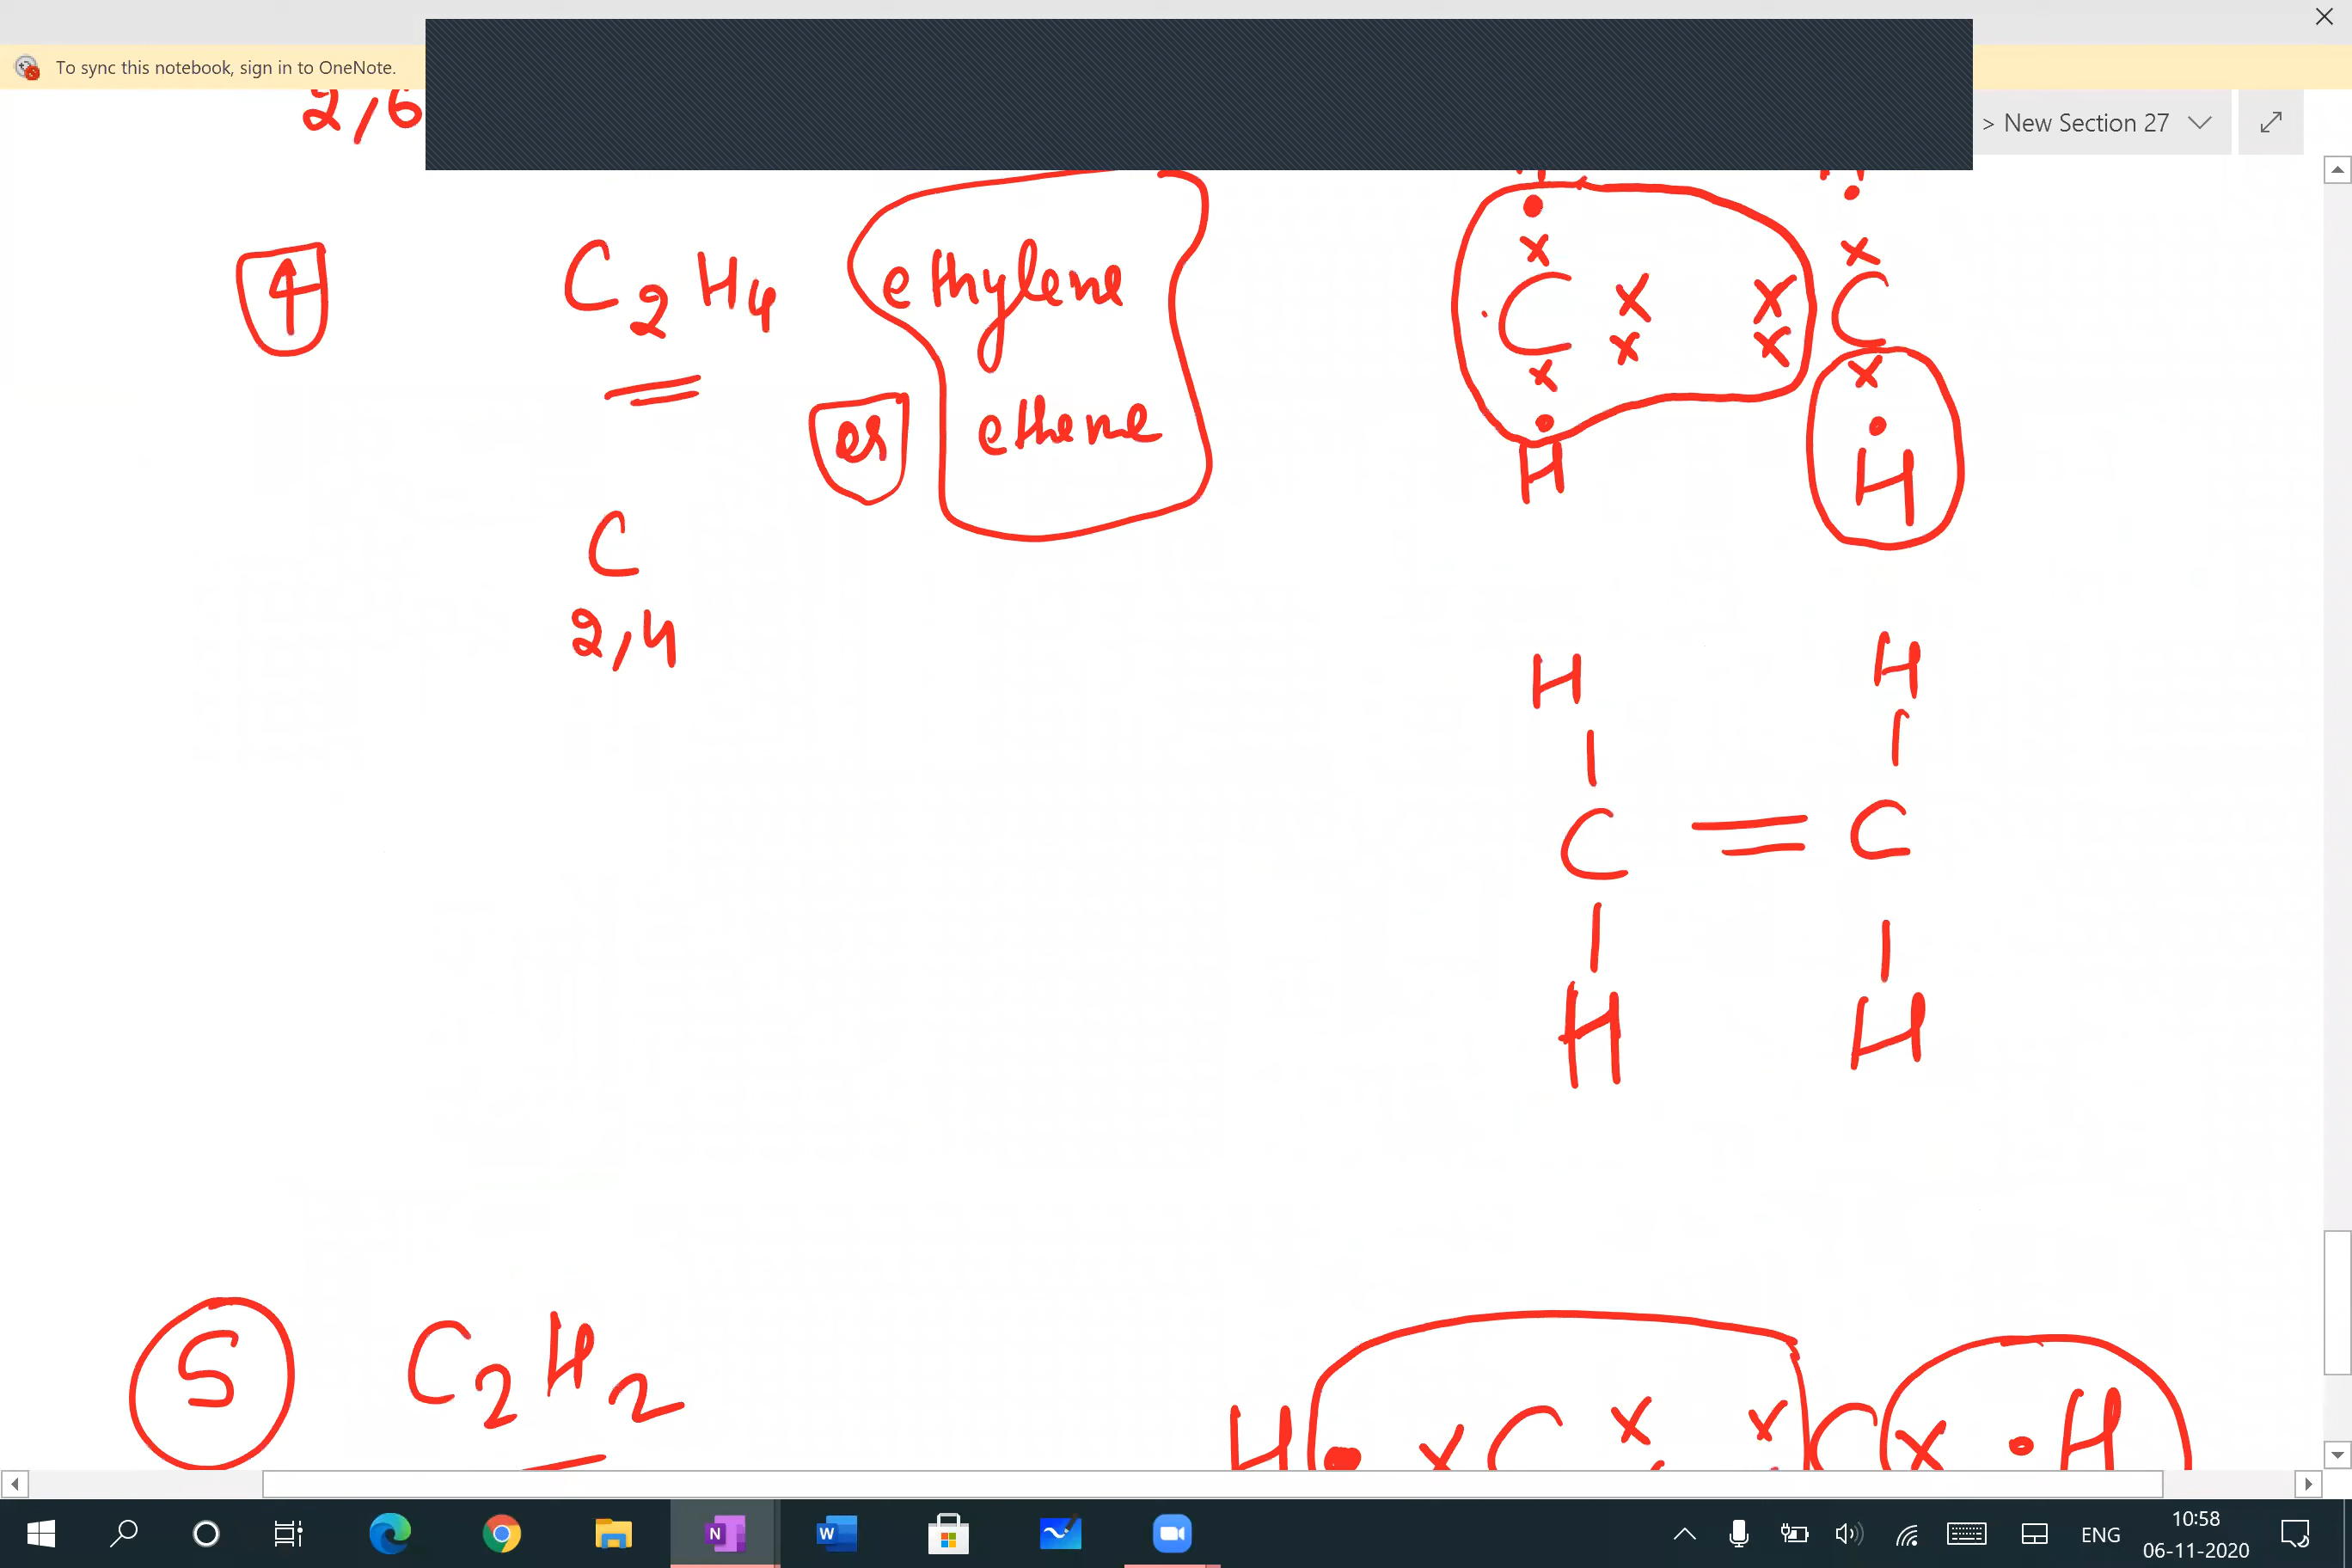 To sync this notebook, sign in to OneNote.
2,6
> New Section 27
4
C2H4 ethylene
or ethene
C
2,4
C x x x x C
H H
H H
C = C
H H
5 C2H2
H • x C x x C x • H
N
W
ENG
10:58
06-11-2020